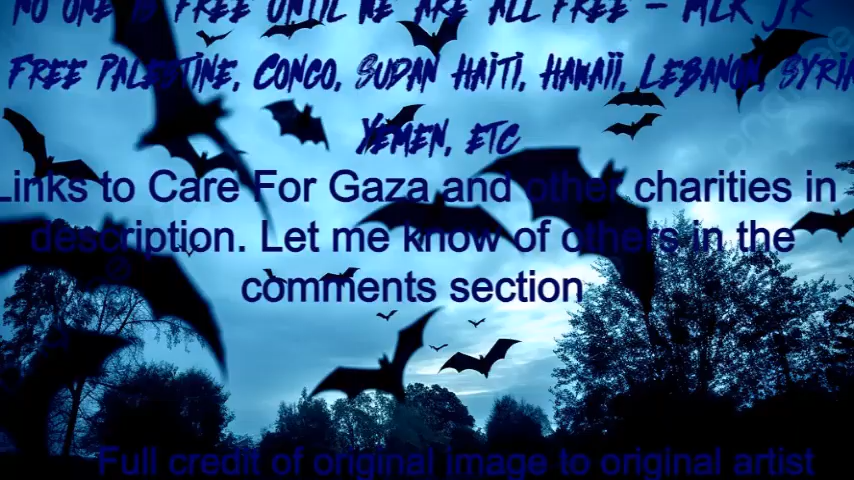 No one is free until we are all free - MLK Jr
Free Palestine, Congo, Sudan Haiti, Hawaii, Lebanon, Syria
Yemen, etc
Links to Care For Gaza and other charities in
description. Let me know of others in the
comments section
Full credit of original image to original artist